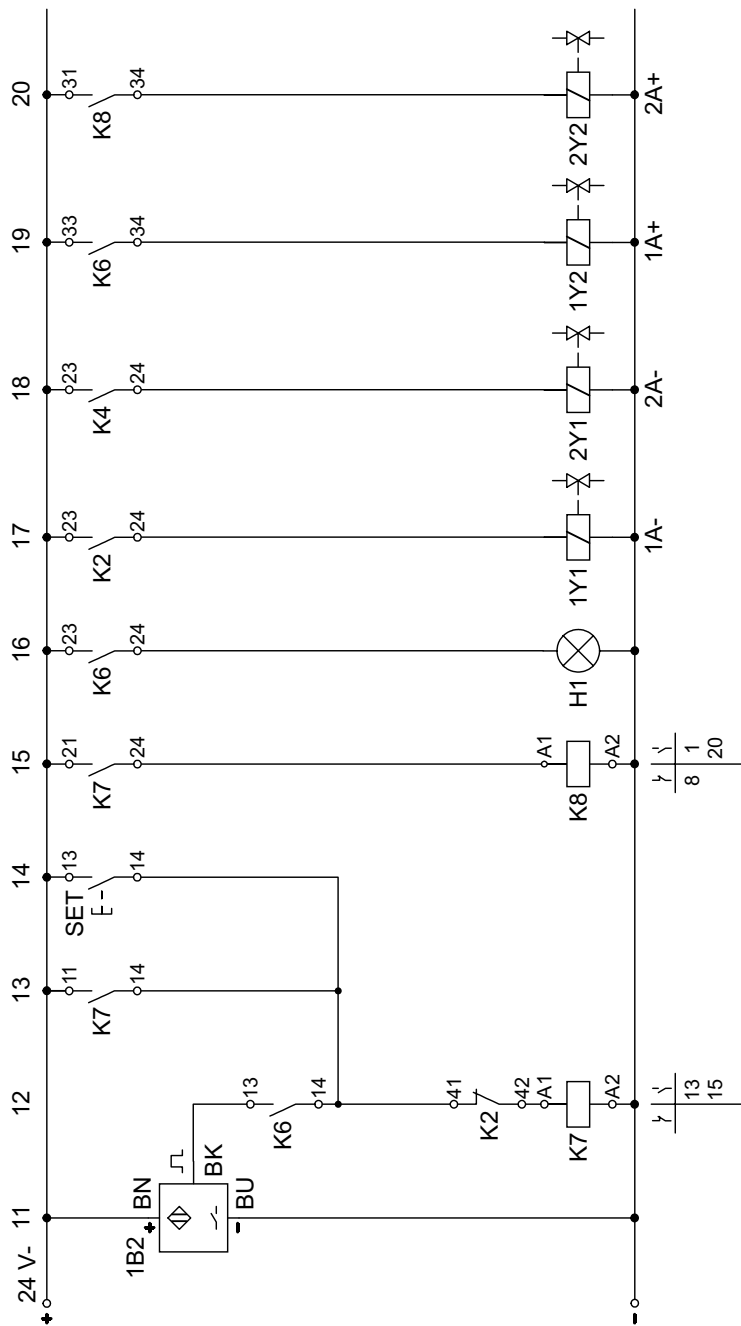 24 V-
11
12
13
14
15
16
17
18
19
20
+
1B2
+
BN
BK
-
BU
13
K6
14
41
K2
42
A1
K7
A2
13
15
11
K7
14
SET
13
14
21
K7
24
A1
K8
A2
8
1
20
23
K6
24
H1
23
K2
24
1Y1
1A-
23
K4
24
2Y1
2A-
33
K6
34
1Y2
1A+
31
K8
34
2Y2
2A+
-